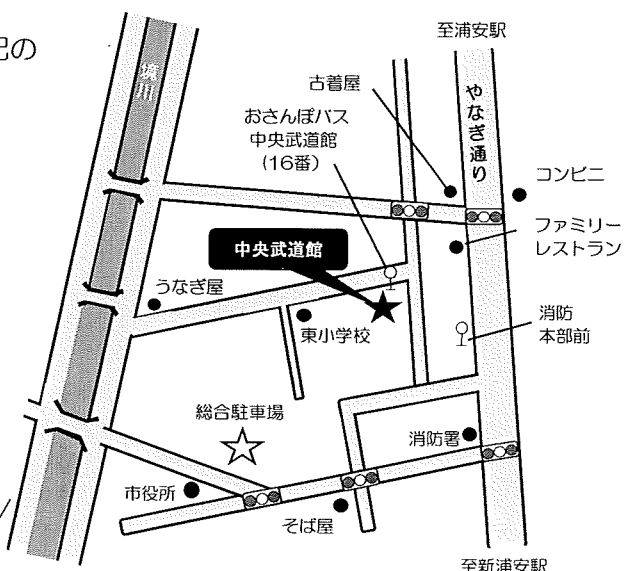 記の
至浦安駅
境川
古着屋
やなぎ通り
おさんぽバス
中央武道館
(16番)
コンビニ
ファミリー
レストラン
中央武道館
うなぎ屋
東小学校
消防
本部前
総合駐車場
消防署
市役所
そば屋
至新浦安駅